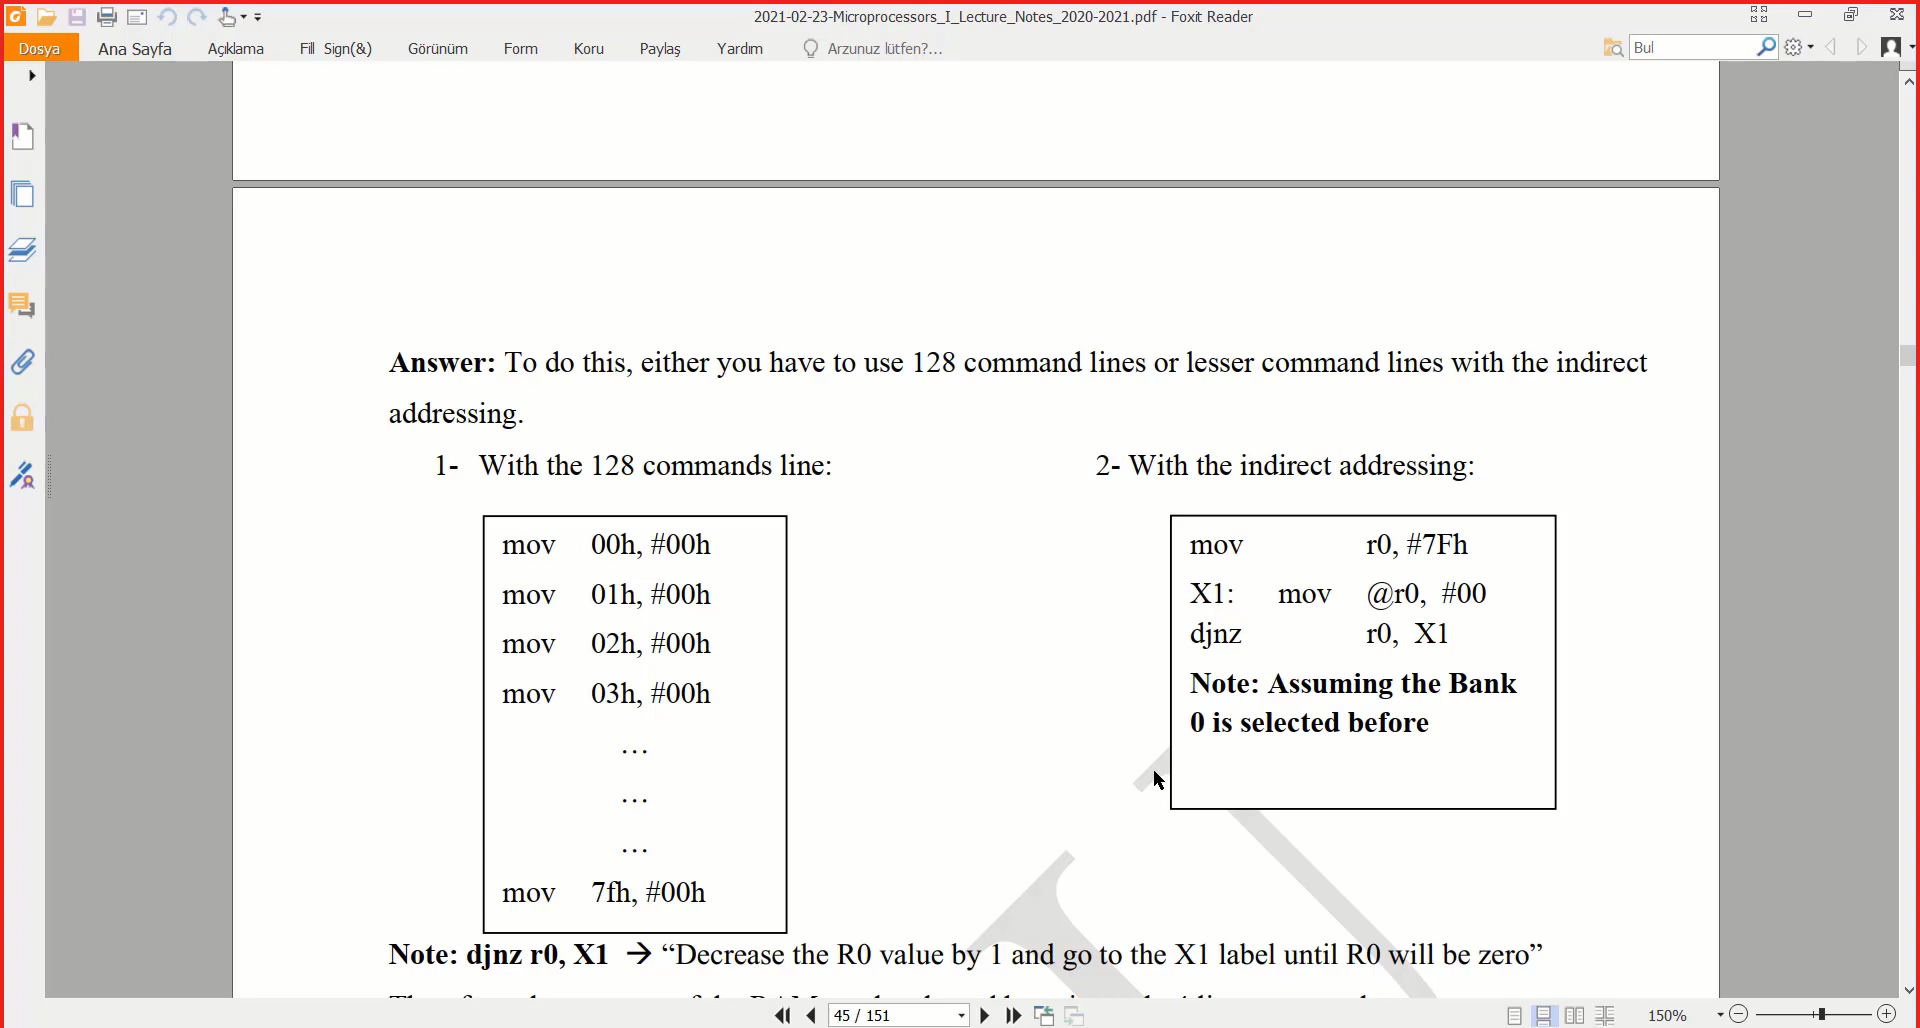 2021-02-23-Microprocessors_I_Lecture_Notes_2020-2021.pdf - Foxit Reader
Dosya Ana Sayfa Açıklama Fill Sign(&) Görünüm Form Koru Paylaş Yardım Arzunuz lütfen?... Bul
Answer: To do this, either you have to use 128 command lines or lesser command lines with the indirect
addressing.
1- With the 128 commands line:
mov 00h, #00h
mov 01h, #00h
mov 02h, #00h
mov 03h, #00h
...
...
...
mov 7fh, #00h
2- With the indirect addressing:
mov r0, #7Fh
X1: mov @r0, #00
djnz r0, X1
Note: Assuming the Bank
0 is selected before
Note: djnz r0, X1 → “Decrease the R0 value by 1 and go to the X1 label until R0 will be zero”
45 / 151 150%